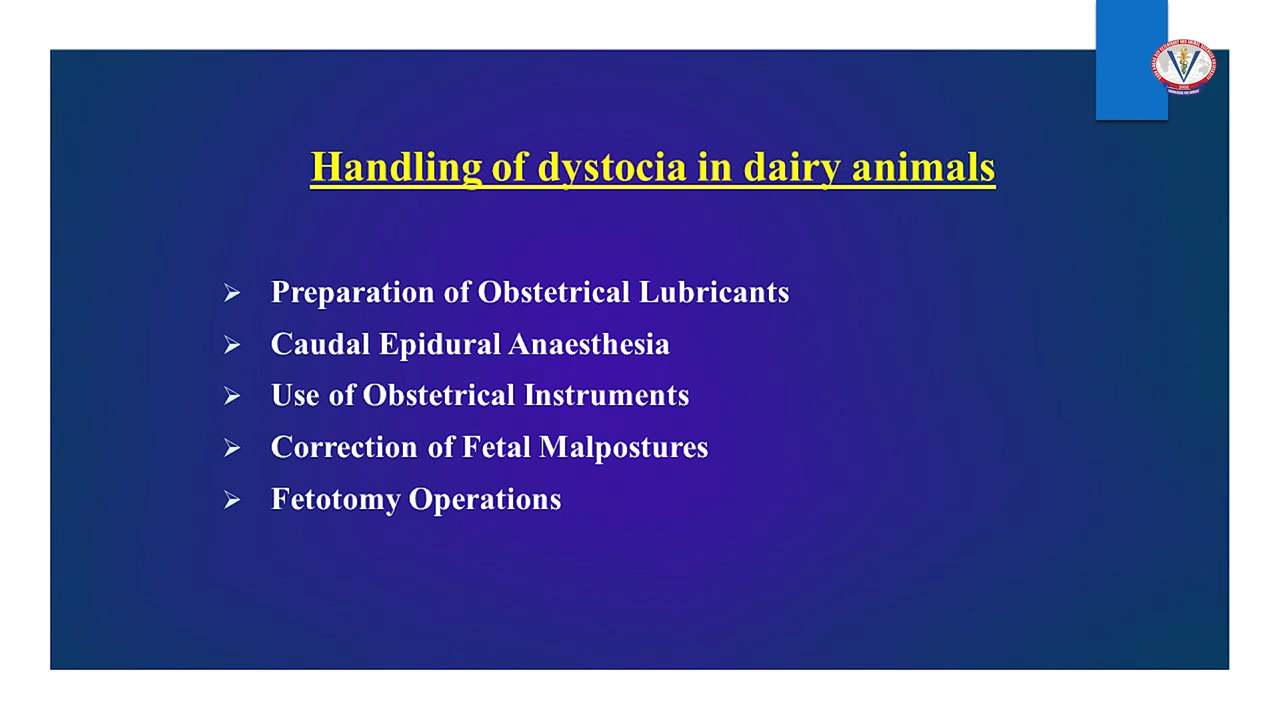 Handling of dystocia in dairy animals
Preparation of Obstetrical Lubricants
Caudal Epidural Anaesthesia
Use of Obstetrical Instruments
Correction of Fetal Malpostures
Fetotomy Operations